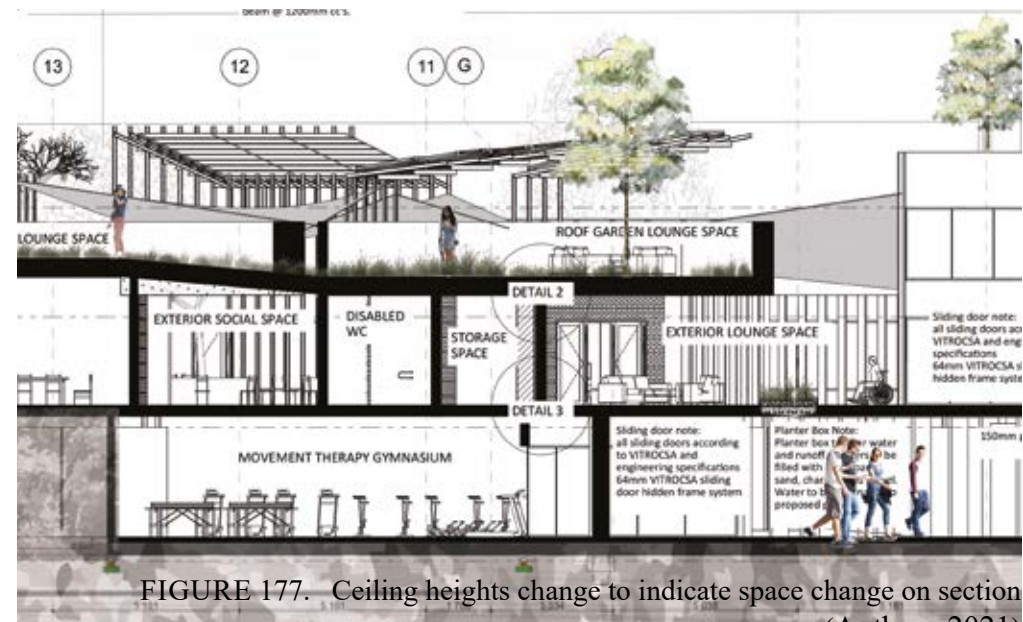 beam @ 1200mm cc's.
13
12
11
G
LOUNGE SPACE
ROOF GARDEN LOUNGE SPACE
DETAIL 2
EXTERIOR SOCIAL SPACE
DISABLED
WC
STORAGE
SPACE
EXTERIOR LOUNGE SPACE
Sliding door note:
all sliding doors
VITROCSA and
specifications
64mm VITROCSA
hidden frame
DETAIL 3
MOVEMENT THERAPY GYMNASIUM
Sliding door note:
all sliding doors according
to VITROCSA and
engineering specifications
64mm VITROCSA sliding
door hidden frame system
Planter Box Note:
Planter box water
and runoff be
filled with
sand,
Water to
proposed
150mm
FIGURE 177. Ceiling heights change to indicate space change on section